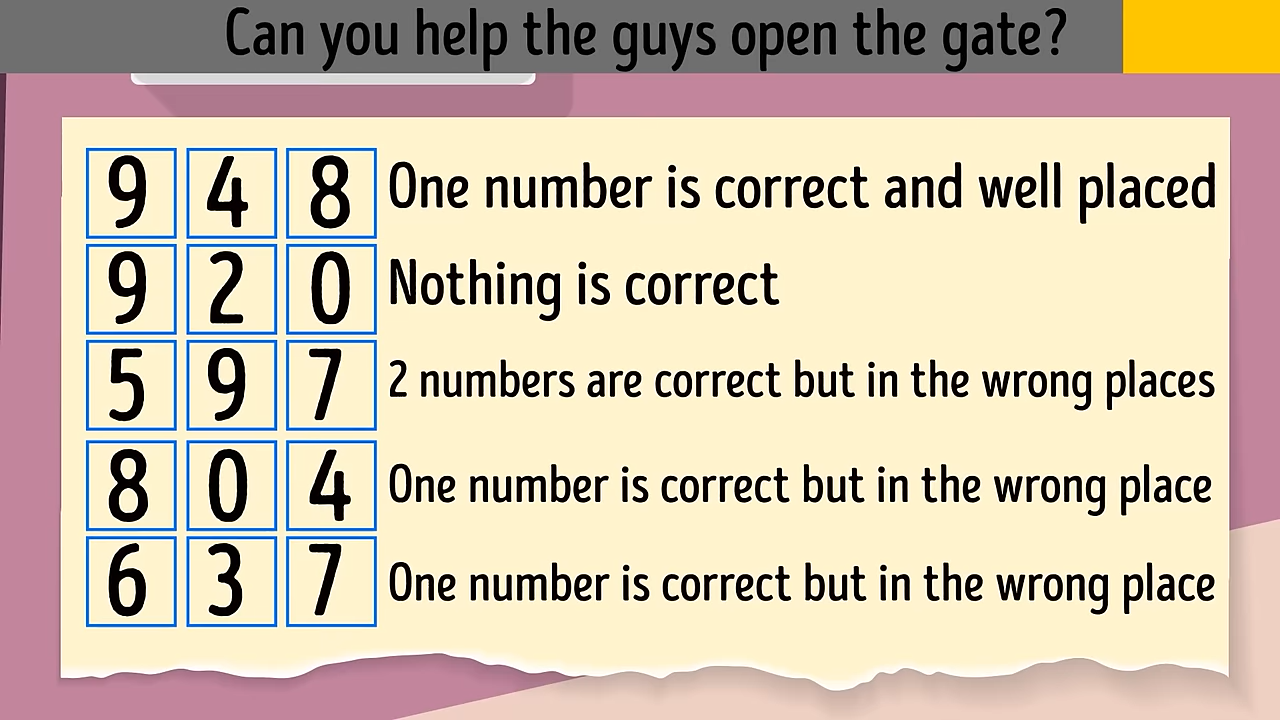 Can you help the guys open the gate?
9 4 8 One number is correct and well placed
9 2 0 Nothing is correct
5 9 7 2 numbers are correct but in the wrong places
8 0 4 One number is correct but in the wrong place
6 3 7 One number is correct but in the wrong place